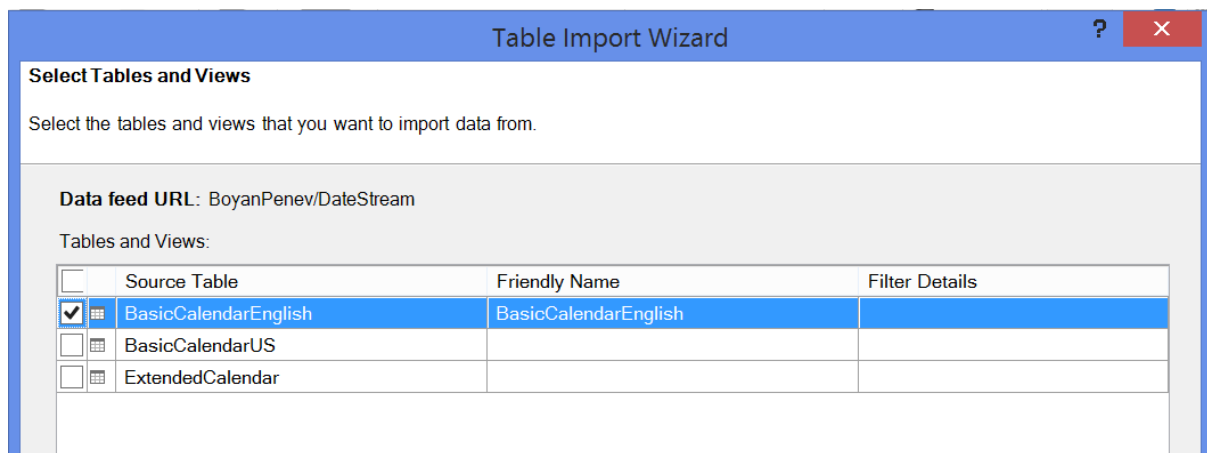 Table Import Wizard
?
Select Tables and Views
Select the tables and views that you want to import data from.
Data feed URL: BoyanPenev/DateStream
Tables and Views:
Source Table Friendly Name Filter Details
BasicCalendarEnglish BasicCalendarEnglish
BasicCalendarUS
ExtendedCalendar